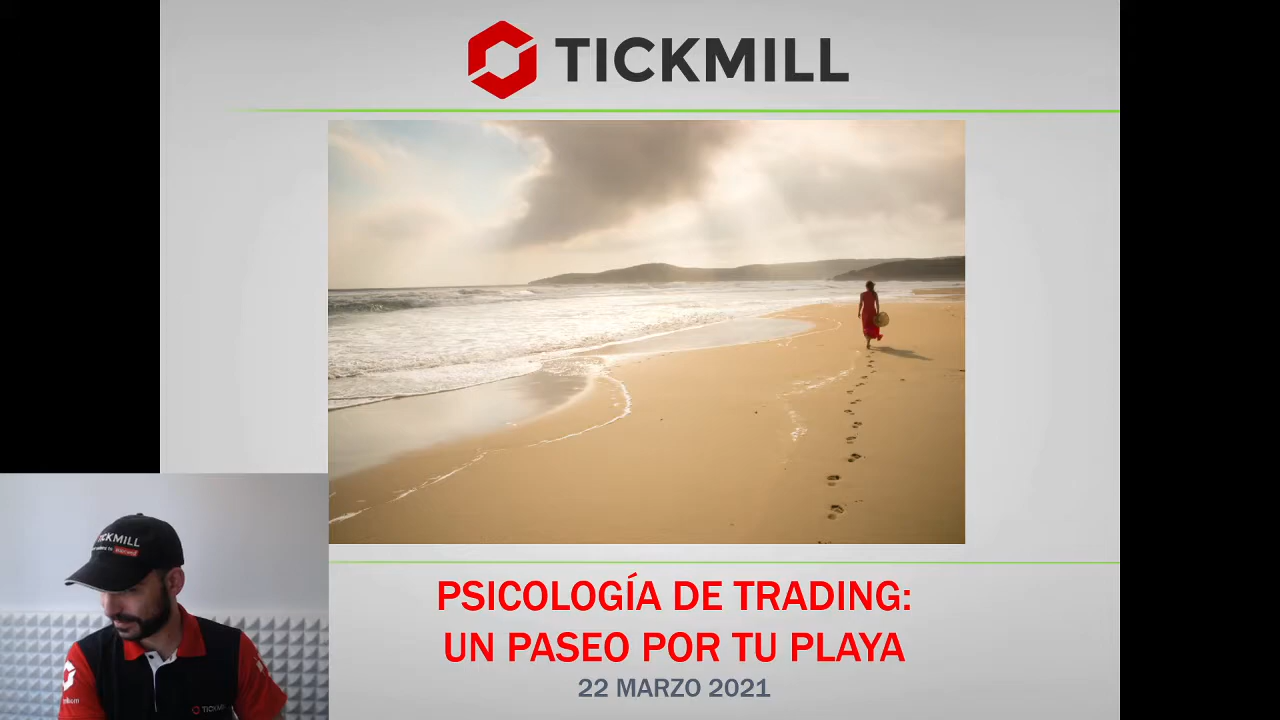 TICKMILL
PSICOLOGÍA DE TRADING:
UN PASEO POR TU PLAYA
22 MARZO 2021
TICKMILL
TICKMILL